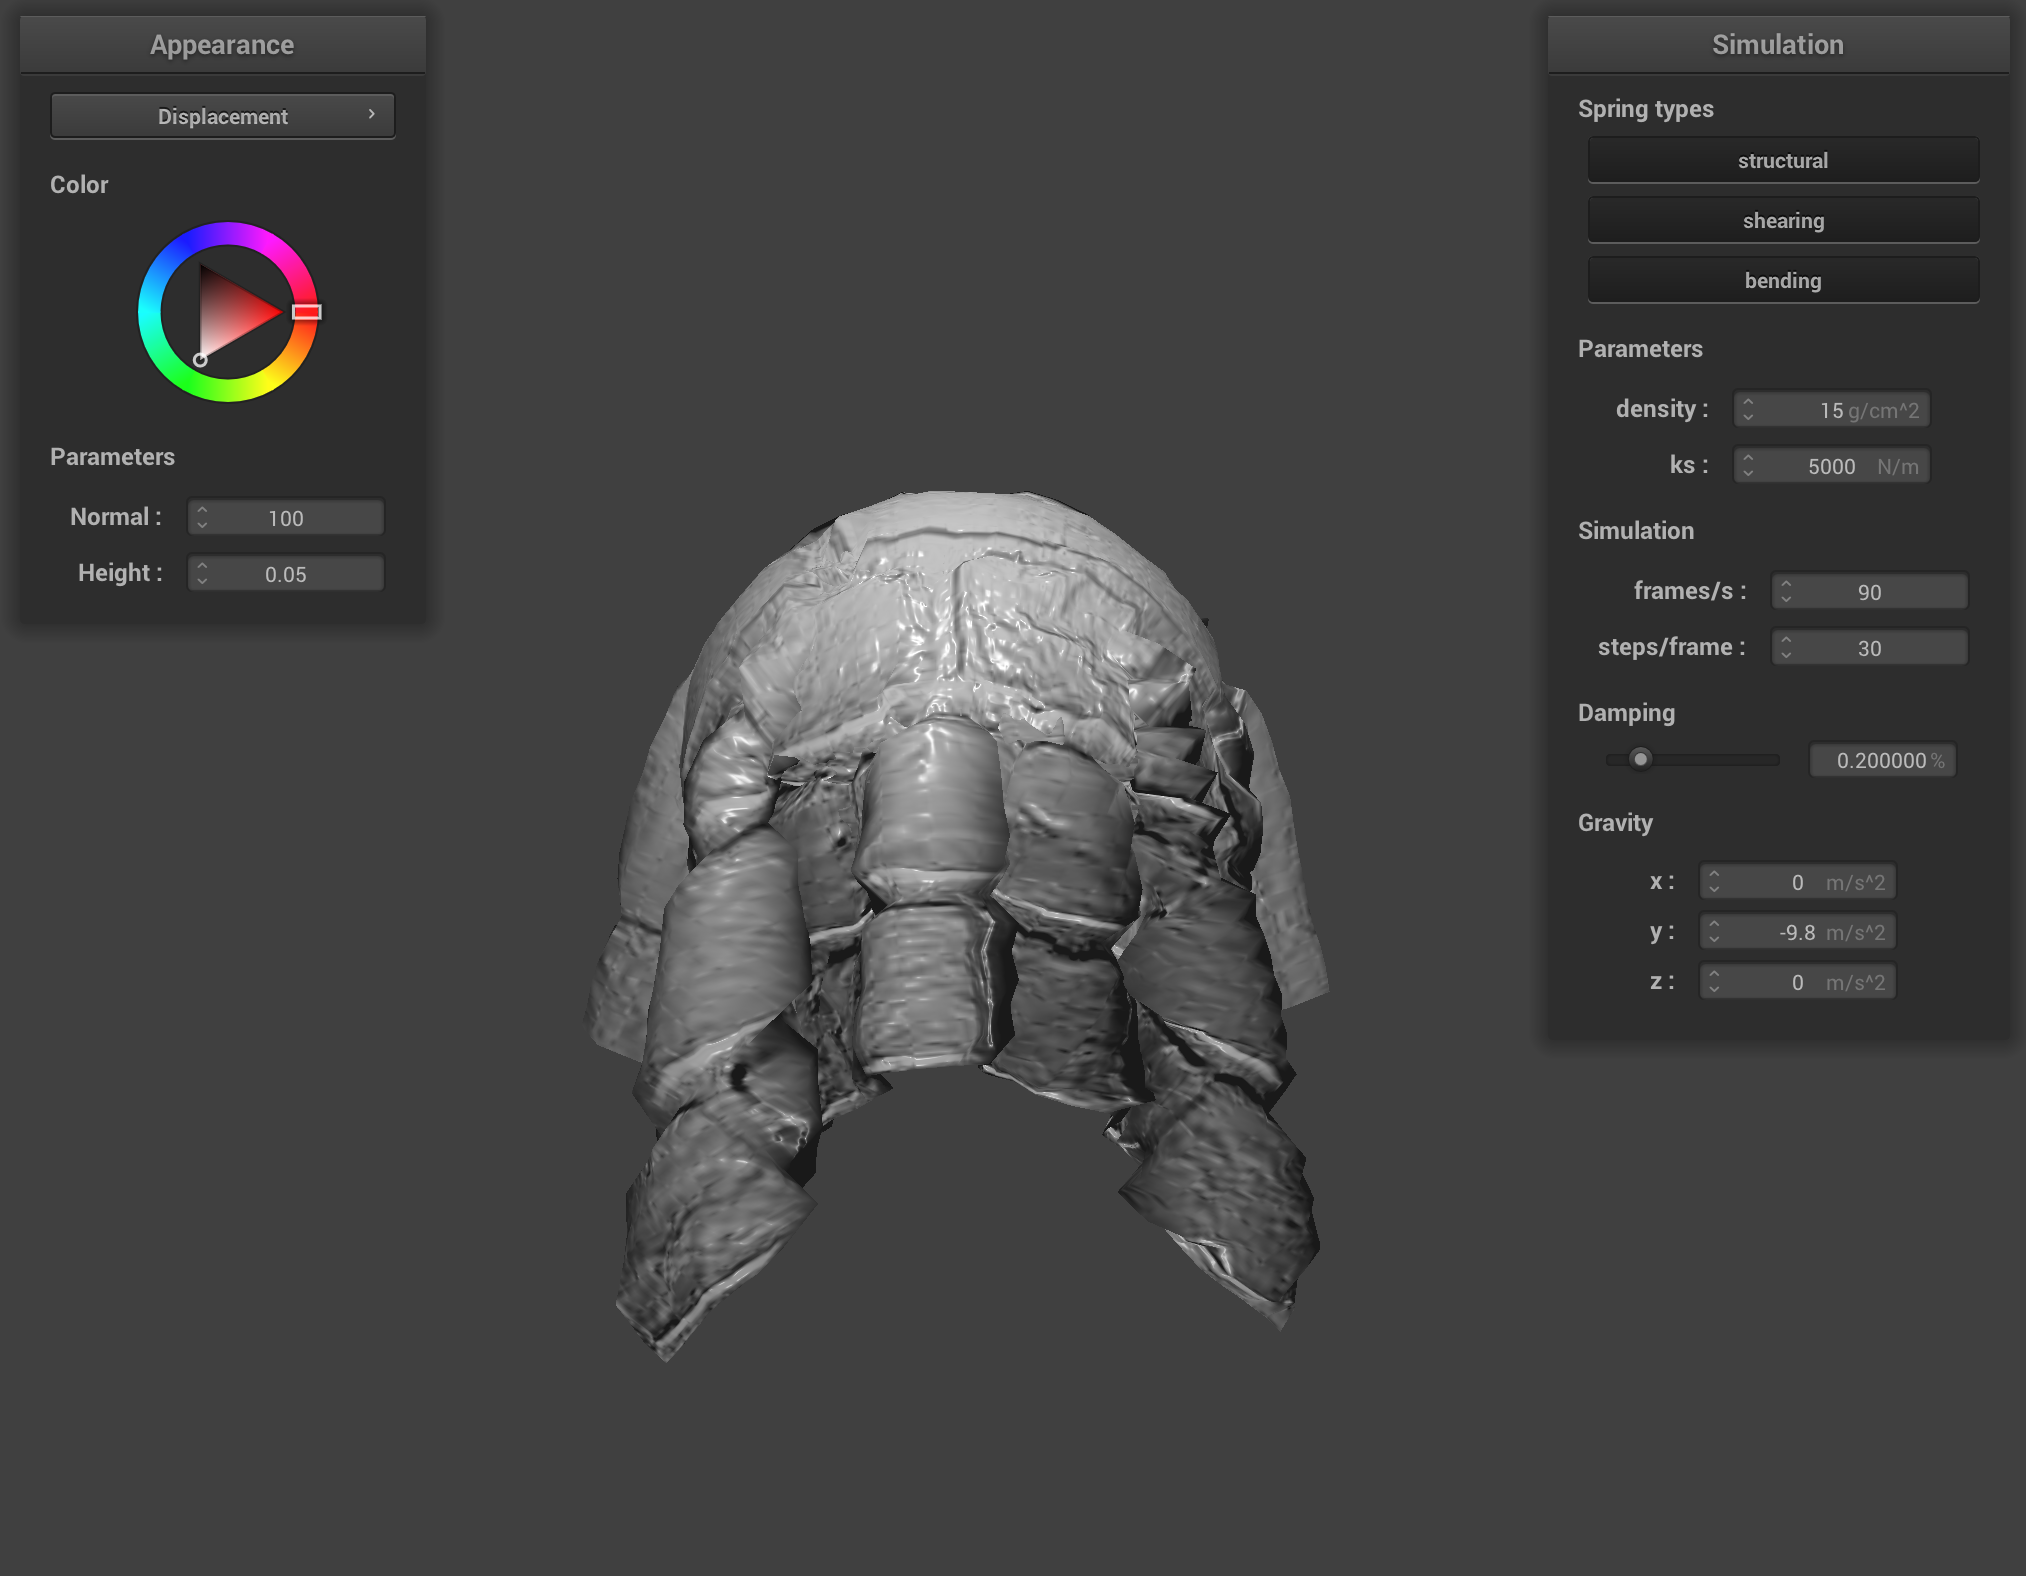 Appearance
Displacement
Color
Parameters
Normal : 100
Height : 0.05
Simulation
Spring types
structural
shearing
bending
Parameters
density : 15 g/cm^2
ks : 5000 N/m
Simulation
frames/s : 90
steps/frame : 30
Damping
0.200000 %
Gravity
x : 0 m/s^2
y : -9.8 m/s^2
z : 0 m/s^2